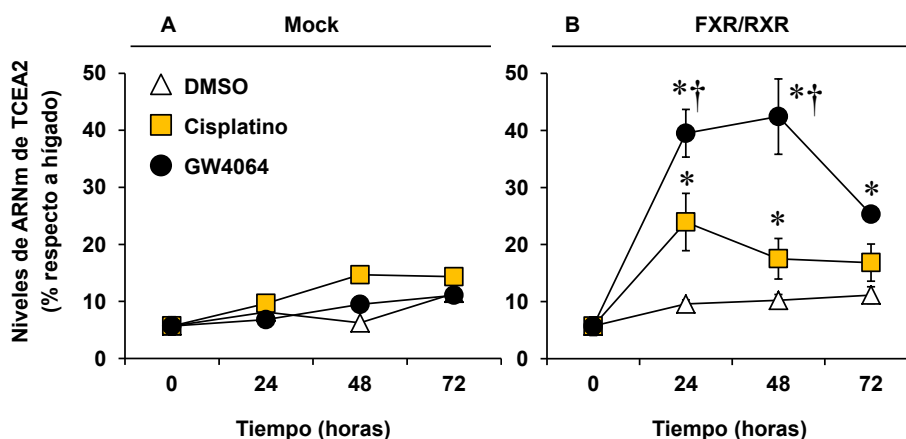 A Mock
B FXR/RXR
Niveles de ARNm de TCEA2
(% respecto a hígado)
50
40
30
20
10
0
DMSO
Cisplatino
GW4064
0 24 48 72
Tiempo (horas)
50
40
30
20
10
0
*†
*†
*
*
*
0 24 48 72
Tiempo (horas)